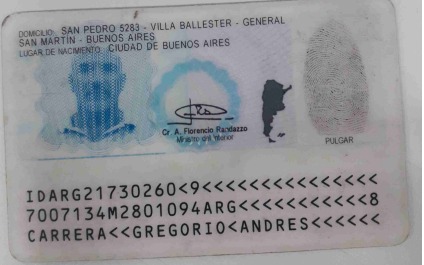 DOMICILIO: SAN PEDRO 5283 - VILLA BALLESTER - GENERAL
SAN MARTÍN - BUENOS AIRES
LUGAR DE NACIMIENTO: CIUDAD DE BUENOS AIRES
Cr. A. Florencio Randazzo
Ministro del Interior
PULGAR
IDARG21730260<9<<<<<<<<<<<<<<<
7007134M2801094ARG<<<<<<<<<<<8
CARRERA<<GREGORIO<ANDRES<<<<<<